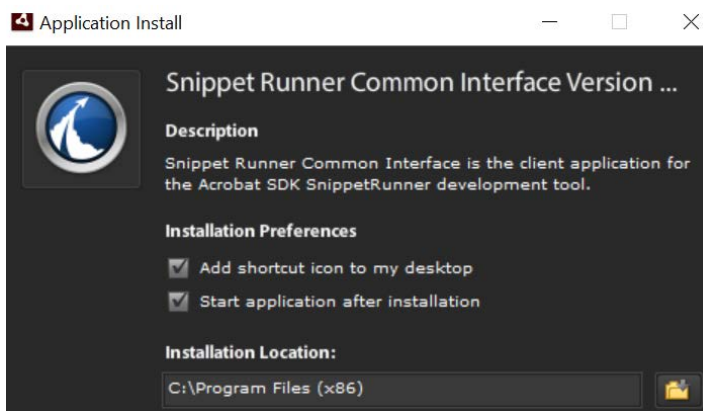 Application Install
Snippet Runner Common Interface Version ...
Description
Snippet Runner Common Interface is the client application for
the Acrobat SDK SnippetRunner development tool.
Installation Preferences
Add shortcut icon to my desktop
Start application after installation
Installation Location:
C:\Program Files (x86)